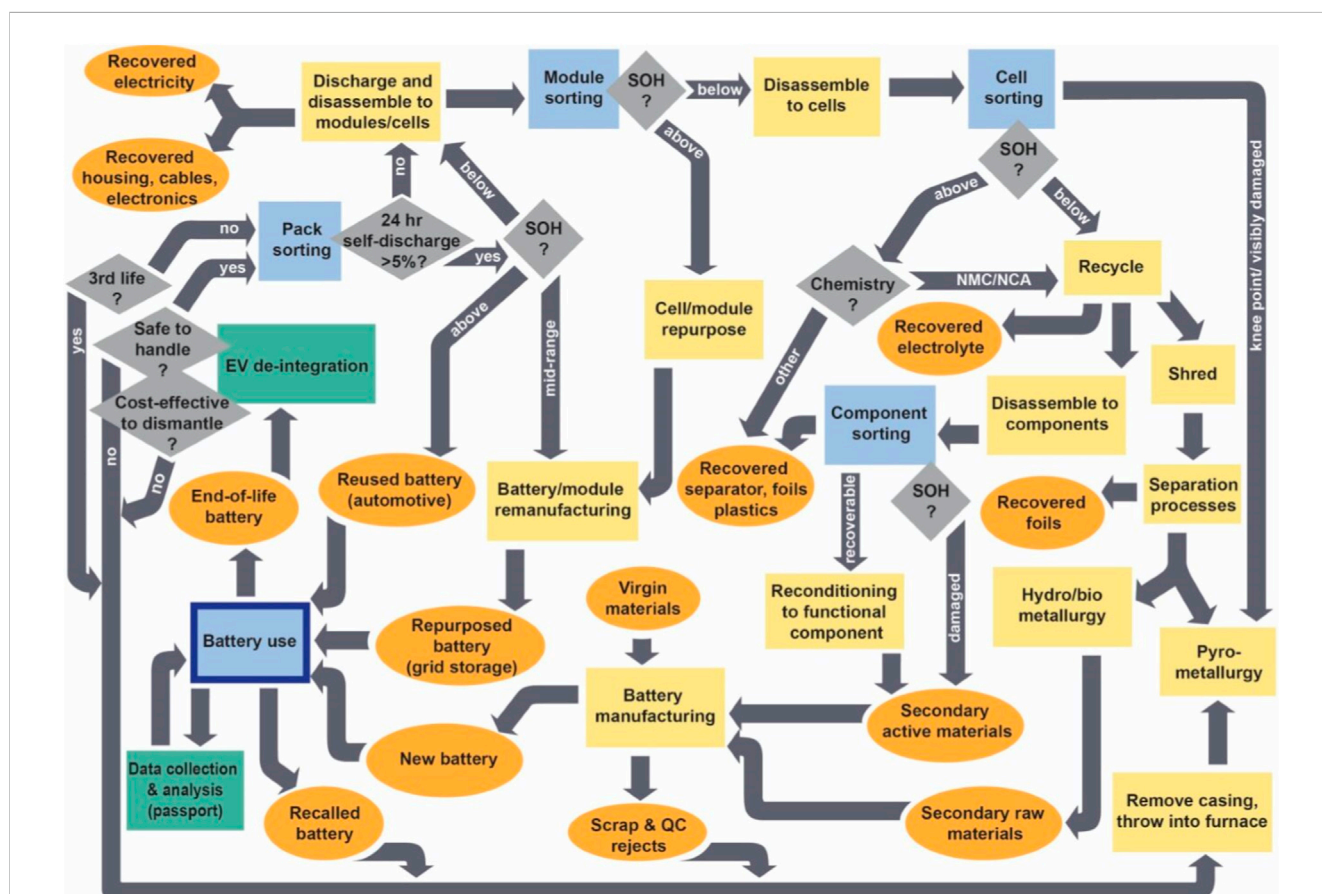 Recovered
electricity
Discharge and
disassemble to
modules/cells
Module
sorting
SOH
?
below
Disassemble
to cells
Cell
sorting
Recovered
housing, cables,
electronics
no
below
above
SOH
?
above
below
knee point/ visibly damaged
no
Pack
sorting
24 hr
self-discharge
>5%?
yes
SOH
?
3rd life
?
yes
Chemistry
?
NMC/NCA
Recycle
yes
Safe to
handle
?
EV de-integration
above
mid-range
Cell/module
repurpose
Recovered
electrolyte
other
Shred
Cost-effective
to dismantle
?
no
no
Component
sorting
Disassemble to
components
End-of-life
battery
Reused battery
(automotive)
Battery/module
remanufacturing
Recovered
separator, foils
plastics
SOH
?
Recovered
foils
Separation
processes
recoverable
damaged
Virgin
materials
Reconditioning
to functional
component
Hydro/bio
metallurgy
Battery use
Repurposed
battery
(grid storage)
Pyro-
metallurgy
Battery
manufacturing
Secondary
active materials
Data collection
& analysis
(passport)
New battery
Recalled
battery
Scrap & QC
rejects
Secondary raw
materials
Remove casing,
throw into furnace